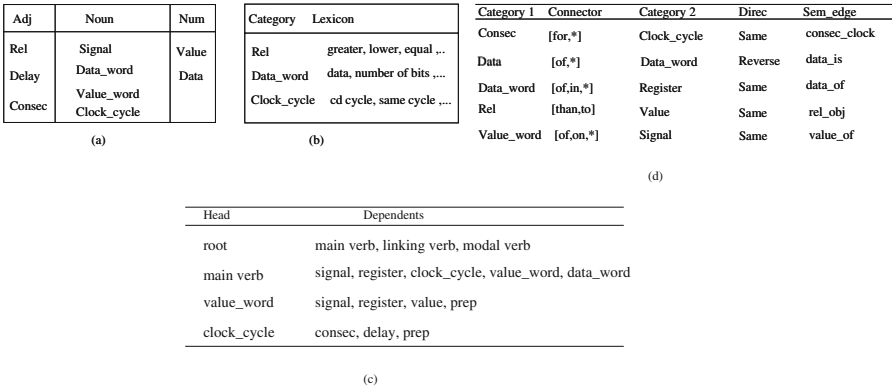 Adj Noun Num
Rel Signal Value
Delay Data_word Data
Consec Value_word
Clock_cycle
(a)
Category Lexicon
Rel greater, lower, equal ,..
Data_word data, number of bits ,...
Clock_cycle cd cycle, same cycle ,...
(b)
Category 1 Connector Category 2 Direc Sem_edge
Consec [for,*] Clock_cycle Same consec_clock
Data [of,*] Data_word Reverse data_is
Data_word [of,in,*] Register Same data_of
Rel [than,to] Value Same rel_obj
Value_word [of,on,*] Signal Same value_of
(d)
Head Dependents
root main verb, linking verb, modal verb
main verb signal, register, clock_cycle, value_word, data_word
value_word signal, register, value, prep
clock_cycle consec, delay, prep
(c)